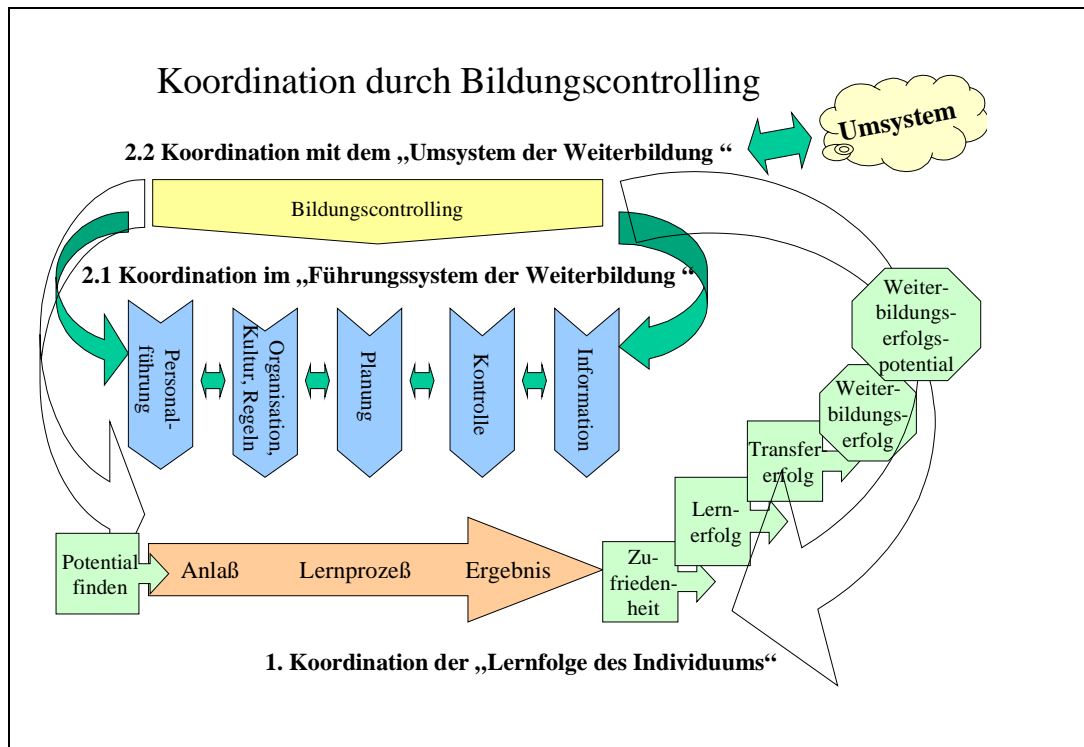 Koordination durch Bildungscontrolling
Umsystem
2.2 Koordination mit dem „Umsystem der Weiterbildung “
Bildungscontrolling
2.1 Koordination im „Führungssystem der Weiterbildung “
Personal-
führung
Organisation,
Kultur, Regeln
Planung
Kontrolle
Information
Weiter-
bildungs-
erfolgs-
potential
Weiter-
bildungs-
erfolg
Transfer-
erfolg
Lern-
erfolg
Zu-
frieden-
heit
Potential
finden
Anlaß
Lernprozeß
Ergebnis
1. Koordination der „Lernfolge des Individuums“